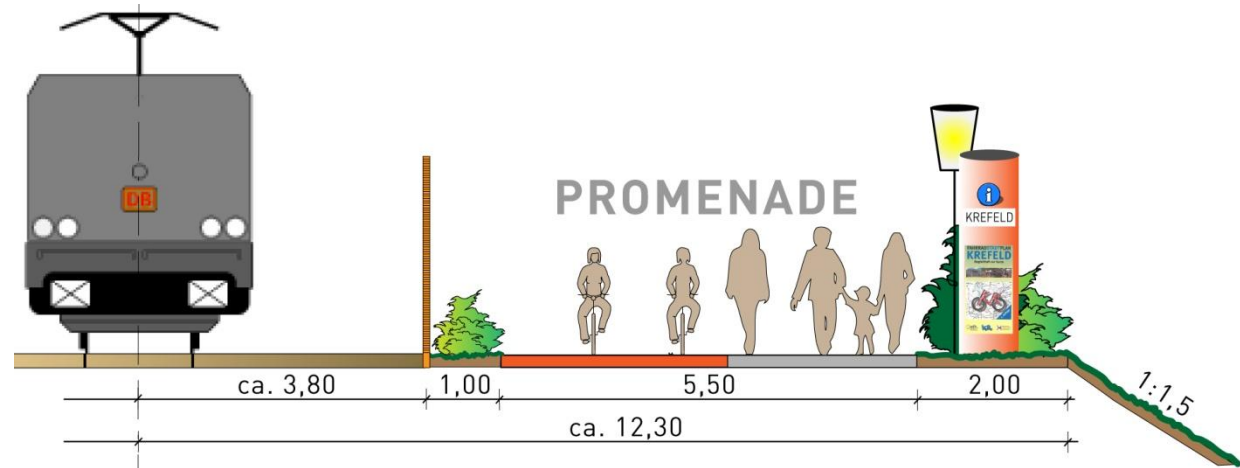 PROMENADE
DB
i
KREFELD
KREFELD
ca. 3,80
1,00
5,50
2,00
1:1,5
ca. 12,30